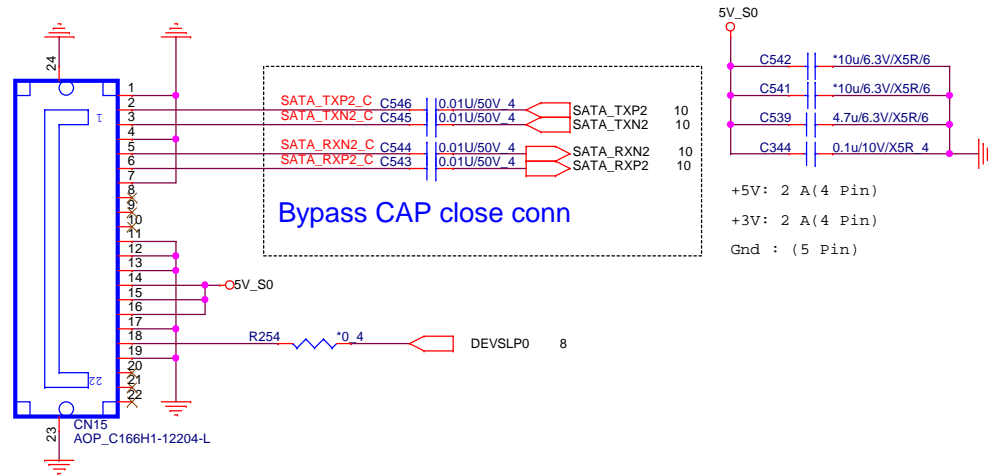 5V_S0
24
1
1
2
3
4
5
6
7
8
9
10
11
12
13
14
15
16
17
18
19
20
21
22
22
23
CN15
AOP_C166H1-12204-L
SATA_TXP2_C C546 0.01U/50V_4 SATA_TXP2 10
SATA_TXN2_C C545 0.01U/50V_4 SATA_TXN2 10
SATA_RXN2_C C544 0.01U/50V_4 SATA_RXN2 10
SATA_RXP2_C C543 0.01U/50V_4 SATA_RXP2 10
Bypass CAP close conn
5V_S0
R254 *0_4 DEVSLP0 8
C542 *10u/6.3V/X5R/6
C541 *10u/6.3V/X5R/6
C539 4.7u/6.3V/X5R/6
C344 0.1u/10V/X5R_4
+5V: 2 A(4 Pin)
+3V: 2 A(4 Pin)
Gnd : (5 Pin)